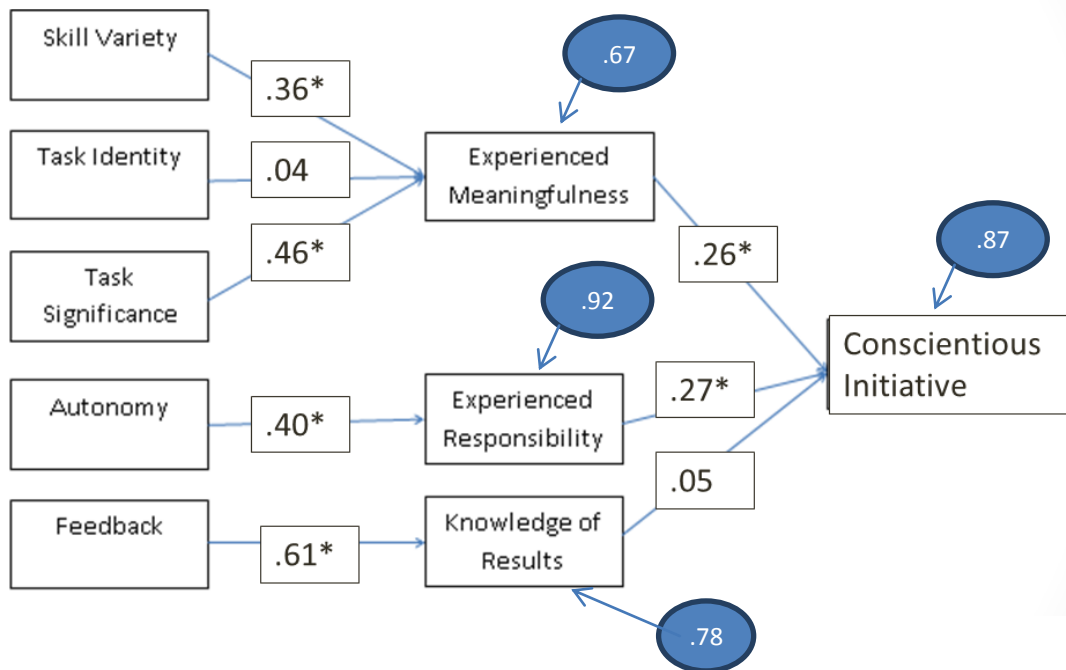 Skill Variety
.36*
.67
Task Identity
.04
Experienced
Meaningfulness
.46*
Task
Significance
.26*
.87
.92
Conscientious
Initiative
Autonomy
.40*
Experienced
Responsibility
.27*
.05
Feedback
.61*
Knowledge of
Results
.78